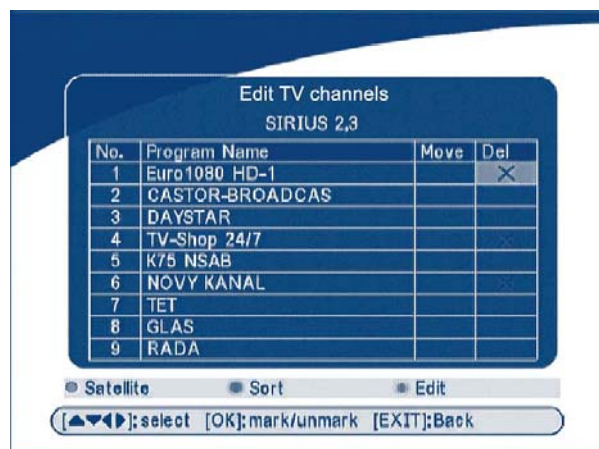 Edit TV channels
SIRIUS 2,3
No. Program Name Move Del
1 Euro1080 HD-1
2 CASTOR-BROADCAS
3 DAYSTAR
4 TV-Shop 24/7
5 K75 NSAB
6 NOVY KANAL
7 TET
8 GLAS
9 RADA
Satellite Sort Edit
[▲▼◀▶]:select [OK]:mark/unmark [EXIT]:Back